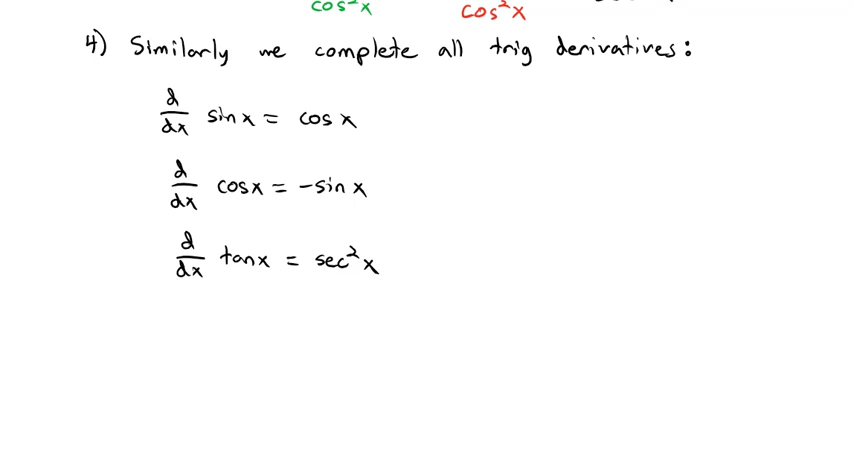 cos²x cos²x
4) Similarly we complete all trig derivatives:
d/dx sin x = cos x
d/dx cos x = -sin x
d/dx tan x = sec²x